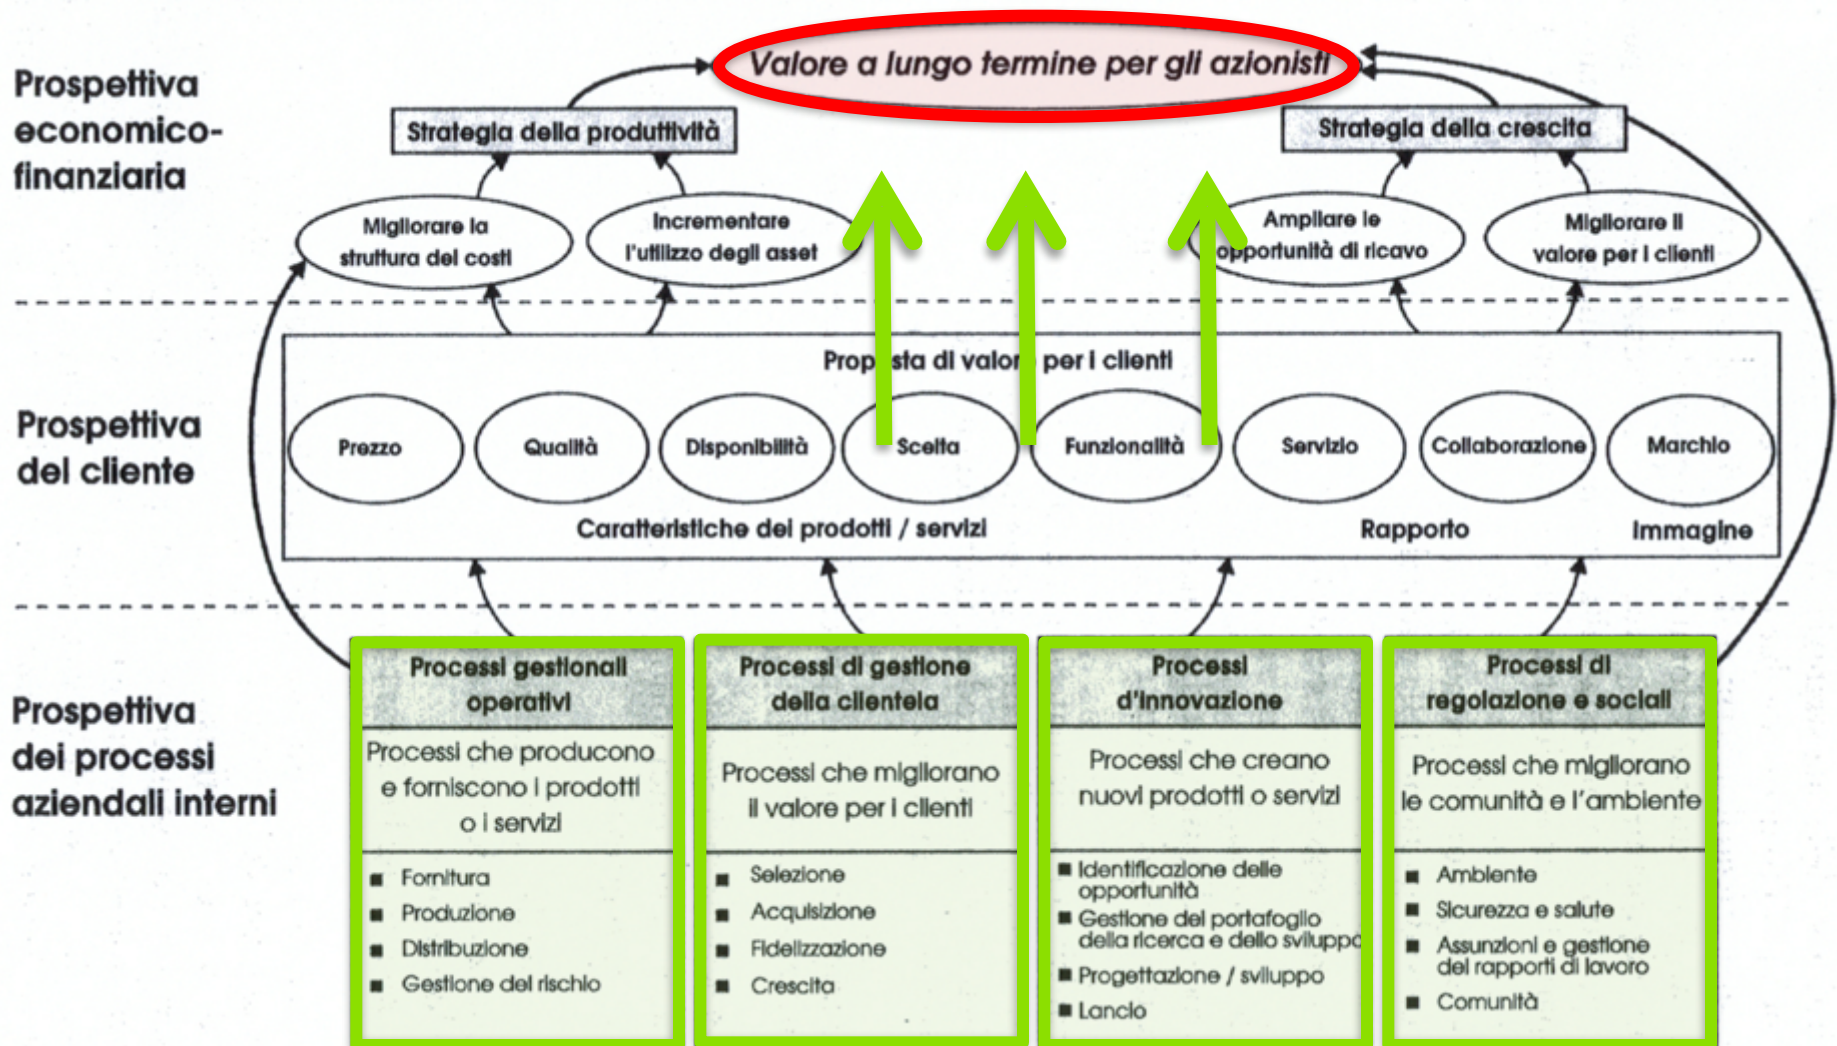 Valore a lungo termine per gli azionisti
Prospettiva
economico-
finanziaria
Strategia della produttività
Strategia della crescita
Migliorare la
struttura dei costi
Incrementare
l'utilizzo degli asset
Ampliare le
opportunità di ricavo
Migliorare il
valore per i clienti
Prospettiva
del cliente
Proposta di valore per i clienti
Prezzo
Qualità
Disponibilità
Scelta
Funzionalità
Servizio
Collaborazione
Marchio
Caratteristiche dei prodotti / servizi
Rapporto
Immagine
Prospettiva
dei processi
aziendali interni
Processi gestionali
operativi
Processi che producono
e forniscono i prodotti
o i servizi
■ Fornitura
■ Produzione
■ Distribuzione
■ Gestione del rischio
Processi di gestione
della clientela
Processi che migliorano
il valore per i clienti
■ Selezione
■ Acquisizione
■ Fidelizzazione
■ Crescita
Processi
d'innovazione
Processi che creano
nuovi prodotti o servizi
■ Identificazione delle
opportunità
■ Gestione del portafoglio
della ricerca e dello sviluppo
■ Progettazione / sviluppo
■ Lancio
Processi di
regolazione e sociali
Processi che migliorano
le comunità e l'ambiente
■ Ambiente
■ Sicurezza e salute
■ Assunzioni e gestione
dei rapporti di lavoro
■ Comunità